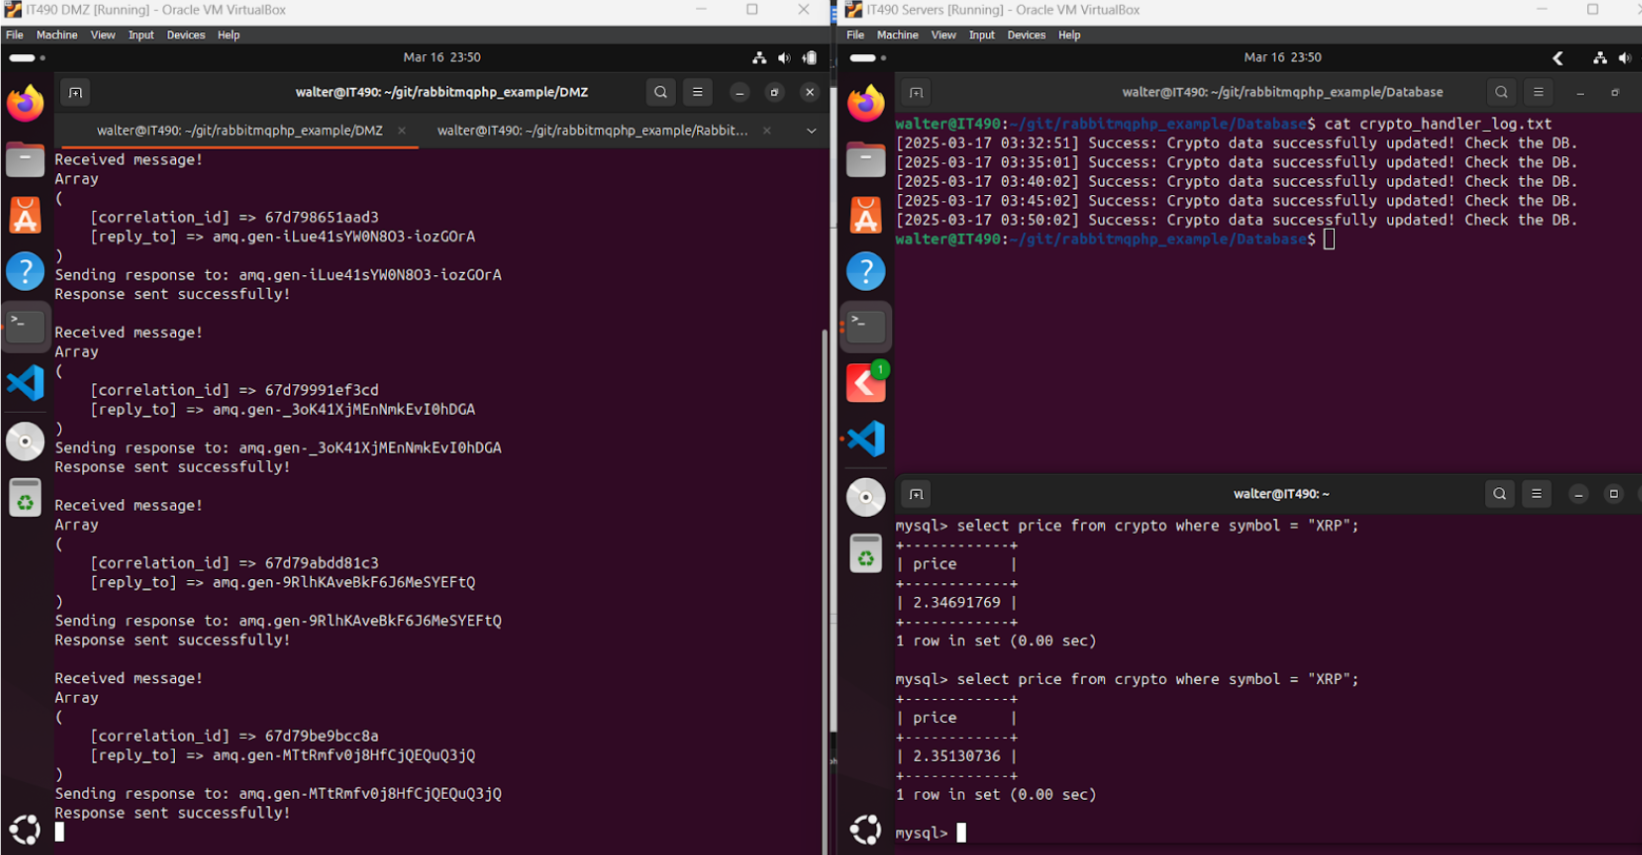 IT490 DMZ [Running] - Oracle VM VirtualBox
File Machine View Input Devices Help
Mar 16 23:50
walter@IT490: ~/git/rabbitmqphp_example/DMZ
walter@IT490: ~/git/rabbitmqphp_example/DMZ
walter@IT490: ~/git/rabbitmqphp_example/Rabbit...
Received message!
Array
(
[correlation_id] => 67d798651aad3
[reply_to] => amq.gen-iLue41sYW0N8O3-iozGOrA
)
Sending response to: amq.gen-iLue41sYW0N8O3-iozGOrA
Response sent successfully!
Received message!
Array
(
[correlation_id] => 67d79991ef3cd
[reply_to] => amq.gen-_3oK41XjMEnNmkEvI0hDGA
)
Sending response to: amq.gen-_3oK41XjMEnNmkEvI0hDGA
Response sent successfully!
Received message!
Array
(
[correlation_id] => 67d79abdd81c3
[reply_to] => amq.gen-9RlhKAveBkF6J6MeSYEFtQ
)
Sending response to: amq.gen-9RlhKAveBkF6J6MeSYEFtQ
Response sent successfully!
Received message!
Array
(
[correlation_id] => 67d79be9bcc8a
[reply_to] => amq.gen-MTtRmfv0j8HfCjQEQuQ3jQ
)
Sending response to: amq.gen-MTtRmfv0j8HfCjQEQuQ3jQ
Response sent successfully!
IT490 Servers [Running] - Oracle VM VirtualBox
File Machine View Input Devices Help
Mar 16 23:50
walter@IT490: ~/git/rabbitmqphp_example/Database
walter@IT490:~/git/rabbitmqphp_example/Database$ cat crypto_handler_log.txt
[2025-03-17 03:32:51] Success: Crypto data successfully updated! Check the DB.
[2025-03-17 03:35:01] Success: Crypto data successfully updated! Check the DB.
[2025-03-17 03:40:02] Success: Crypto data successfully updated! Check the DB.
[2025-03-17 03:45:02] Success: Crypto data successfully updated! Check the DB.
[2025-03-17 03:50:02] Success: Crypto data successfully updated! Check the DB.
walter@IT490:~/git/rabbitmqphp_example/Database$
1
walter@IT490: ~
mysql> select price from crypto where symbol = "XRP";
+------------+
| price      |
+------------+
| 2.34691769 |
+------------+
1 row in set (0.00 sec)
mysql> select price from crypto where symbol = "XRP";
+------------+
| price      |
+------------+
| 2.35130736 |
+------------+
1 row in set (0.00 sec)
mysql>